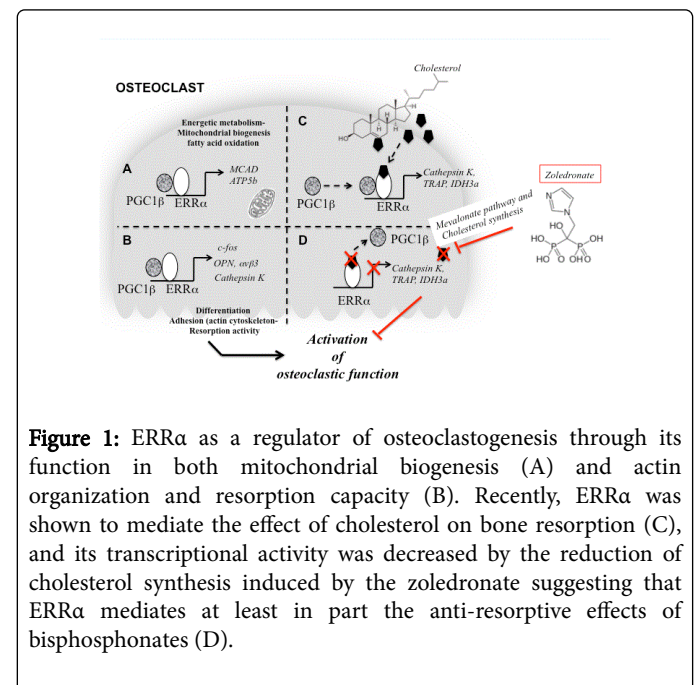 OSTEOCLAST
Energetic metabolism-
Mitochondrial biogenesis
fatty acid oxidation
A
MCAD
ATP5b
PGC1β
ERRα
B
c-fos
OPN, αvβ3
Cathepsin K
PGC1β ERRα
Differentiation
Adhesion (actin cytoskeleton-
Resorption activity
C
Cholesterol
H
H
H
HO
Cathepsin K,
TRAP, IDH3a
PGC1β
ERRα
D
PGC1β
Cathepsin K,
TRAP, IDH3a
ERRα
Mevalonate pathway and
Cholesterol synthesis
Zoledronate
N
N
HO
HO OH
P P
HO O OHO
Activation
of
osteoclastic function
Figure 1: ERRα as a regulator of osteoclastogenesis through its
function in both mitochondrial biogenesis (A) and actin
organization and resorption capacity (B). Recently, ERRα was
shown to mediate the effect of cholesterol on bone resorption (C),
and its transcriptional activity was decreased by the reduction of
cholesterol synthesis induced by the zoledronate suggesting that
ERRα mediates at least in part the anti-resorptive effects of
bisphosphonates (D).